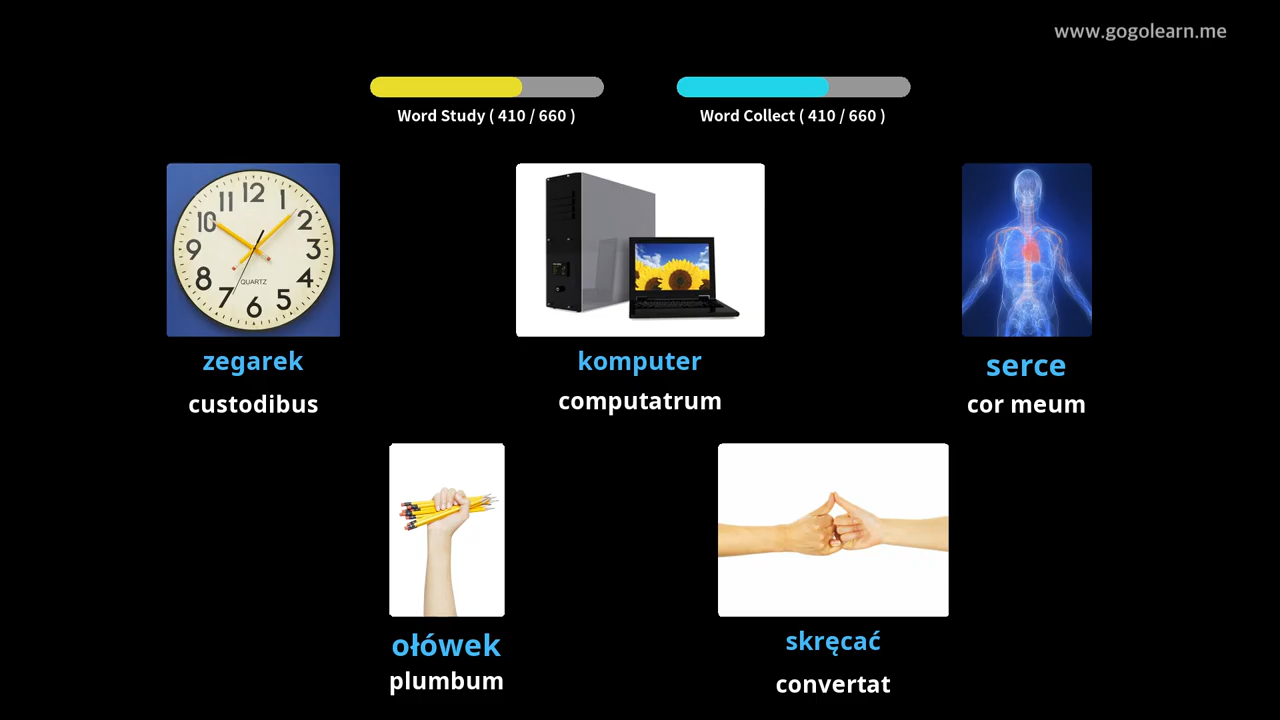 www.gogolearn.me
Word Study ( 410 / 660 )
Word Collect ( 410 / 660 )
12
1
2
3
4
5
6
7
8
9
10
11
QUARTZ
zegarek
custodibus
komputer
computatrum
serce
cor meum
ołówek
plumbum
skręcać
convertat